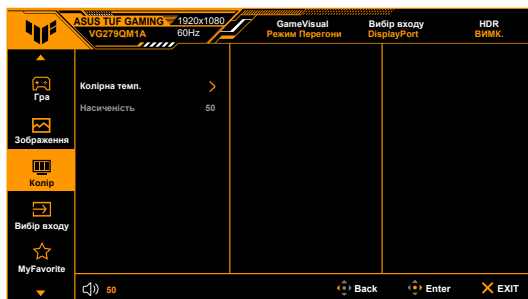 ASUS TUF GAMING 1920x1080
VG279QM1A 60Hz
GameVisual
Режим Перегони
Вибір входу
DisplayPort
HDR
ВИМК.
Гра
Зображення
Колір
Вибір входу
MyFavorite
Колірна темп.
Насиченість 50
50
Back
Enter
EXIT